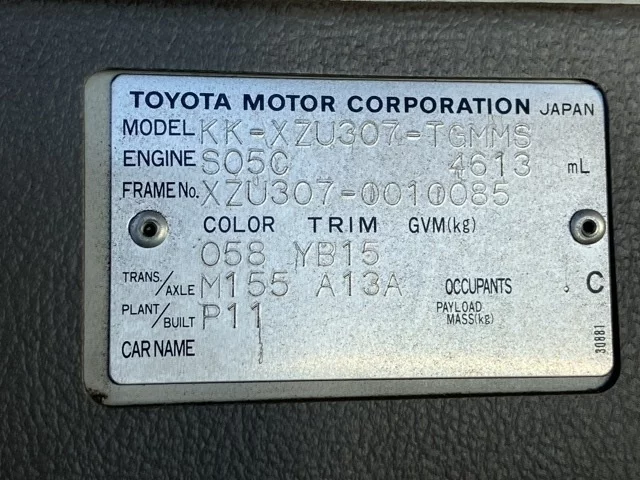 TOYOTA MOTOR CORPORATION JAPAN
MODEL KK-XZU307-TGMMS
ENGINE S05C 4613 mL
FRAME No. XZU307-0010085
COLOR TRIM GVM(kg)
058 YB15
TRANS./AXLE M155 A13A OCCUPANTS C
PLANT/BUILT P11 PAYLOAD MASS(kg)
CAR NAME
30881